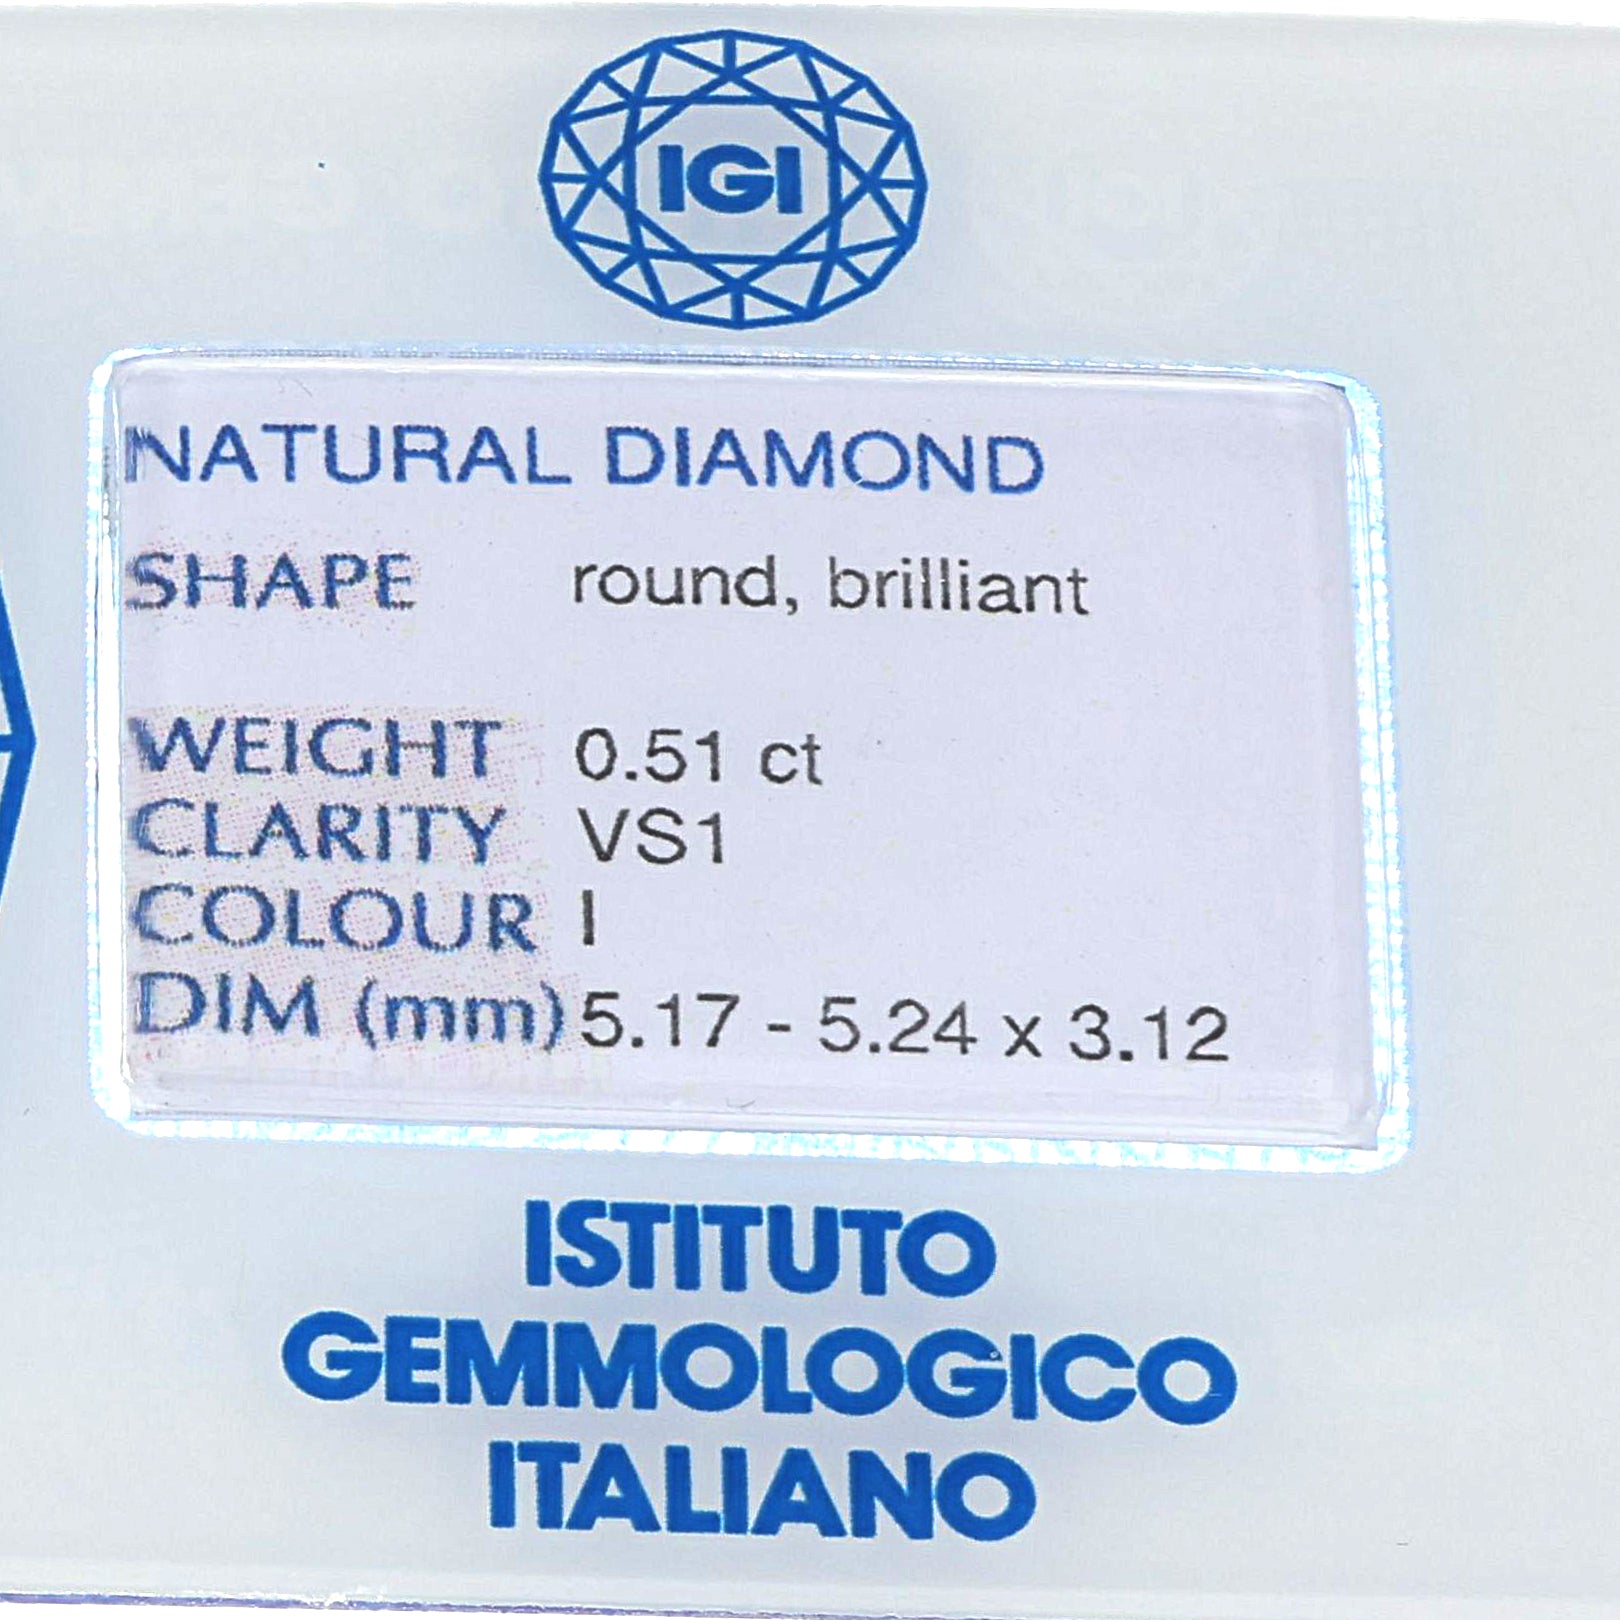 IGI
NATURAL DIAMOND
SHAPE round, brilliant
WEIGHT 0.51 ct
CLARITY VS1
COLOUR I
DIM (mm) 5.17 - 5.24 x 3.12
ISTITUTO
GEMMOLOGICO
ITALIANO